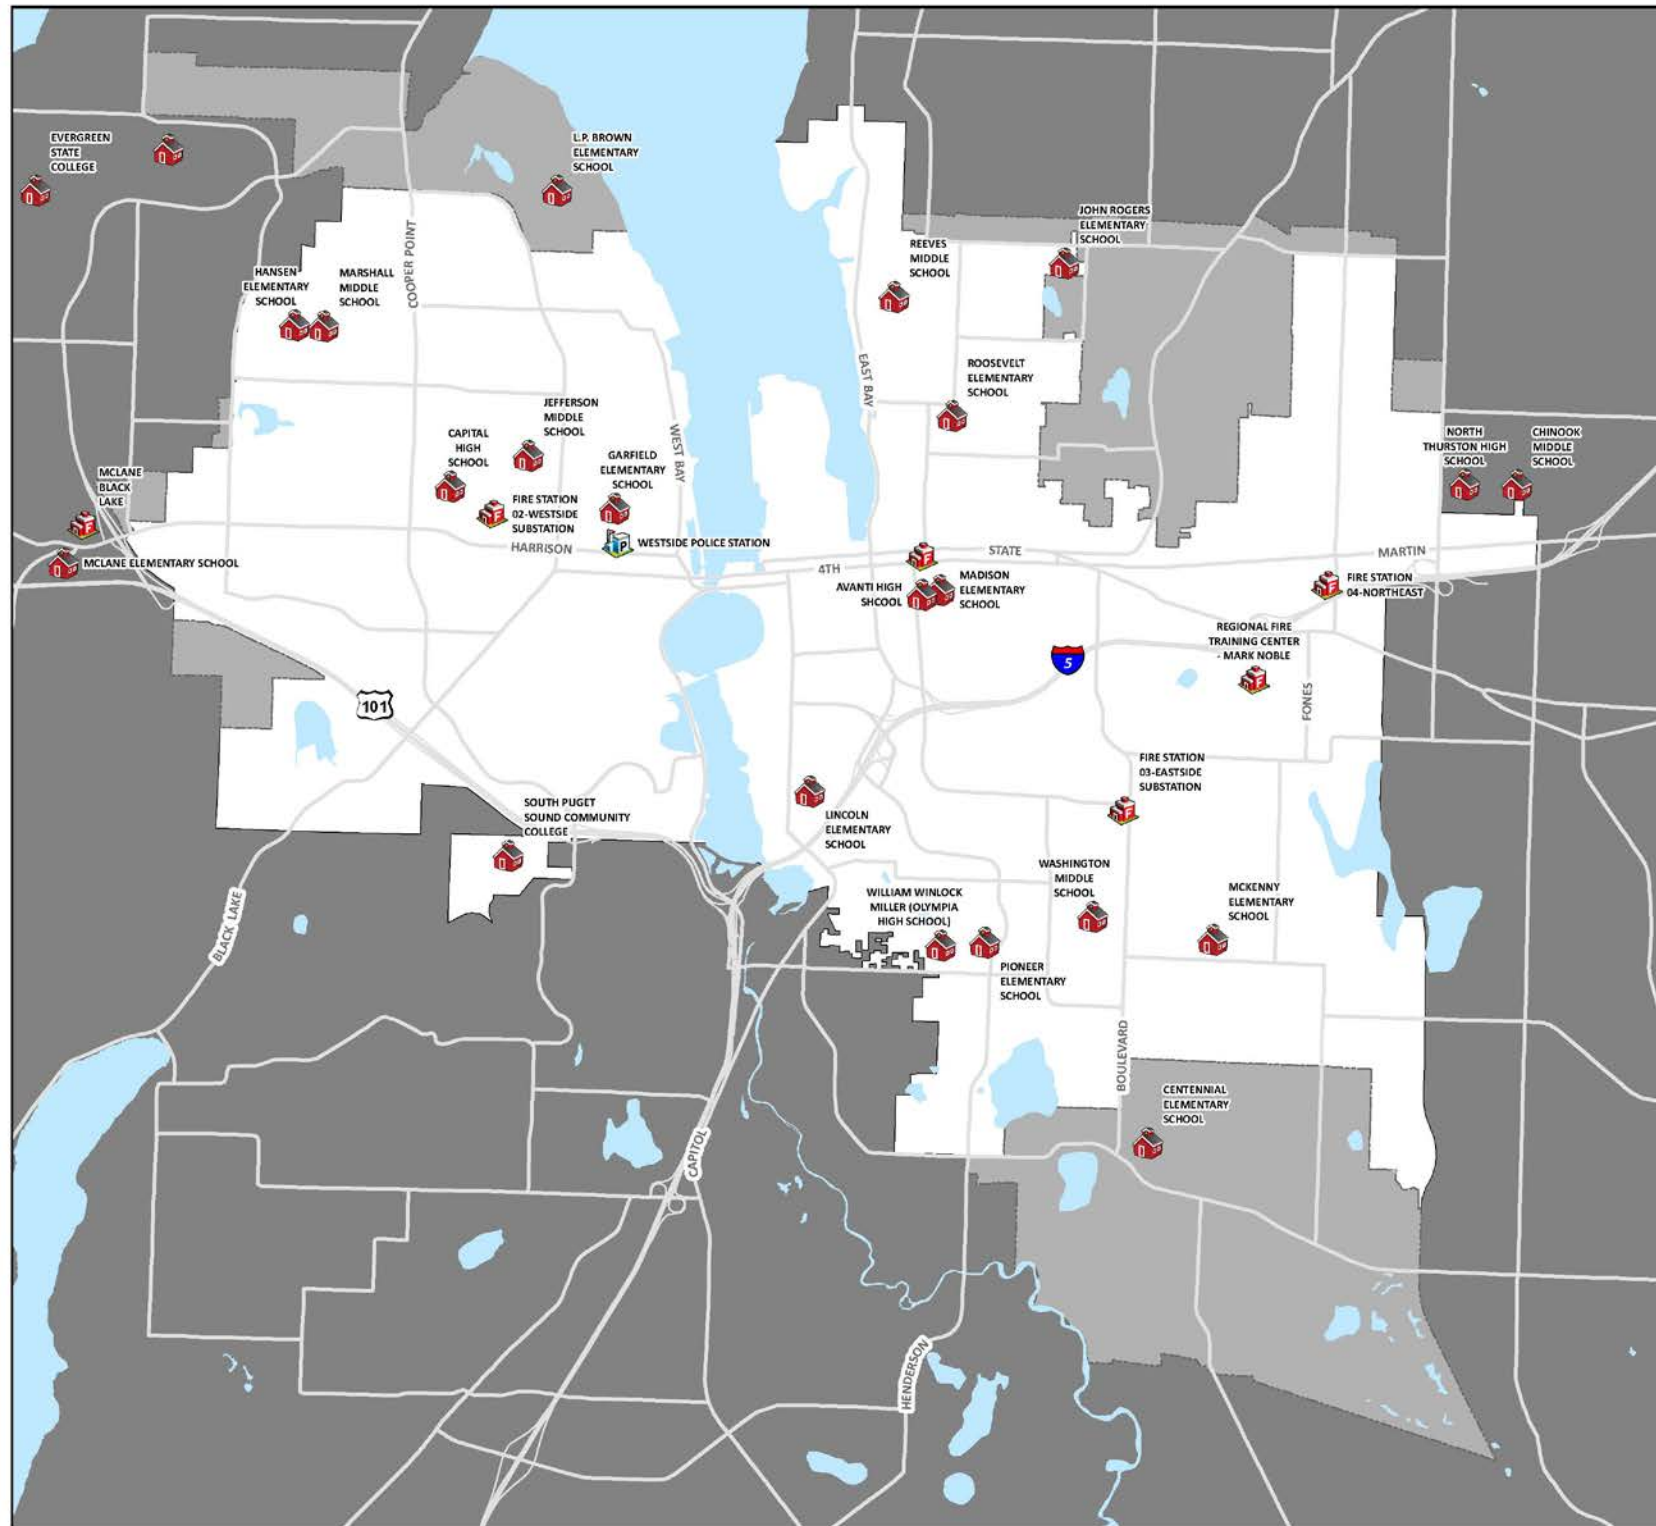 EVERGREEN
STATE
COLLEGE
L.P. BROWN
ELEMENTARY
SCHOOL
JOHN ROGERS
ELEMENTARY
SCHOOL
REEVES
MIDDLE
SCHOOL
HANSEN
ELEMENTARY
SCHOOL
MARSHALL
MIDDLE
SCHOOL
COOPER POINT
EAST BAY
ROOSEVELT
ELEMENTARY
SCHOOL
JEFFERSON
MIDDLE
SCHOOL
CAPITAL
HIGH
SCHOOL
WEST BAY
GARFIELD
ELEMENTARY
SCHOOL
NORTH
THURSTON HIGH
SCHOOL
CHINOOK
MIDDLE
SCHOOL
MCLANE
BLACK
LAKE
FIRE STATION
02-WESTSIDE
SUBSTATION
HARRISON
WESTSIDE POLICE STATION
STATE
MARTIN
MCLANE ELEMENTARY SCHOOL
4TH
AVANTI HIGH
SHCOOL
MADISON
ELEMENTARY
SCHOOL
FIRE STATION
04-NORTHEAST
REGIONAL FIRE
TRAINING CENTER
- MARK NOBLE
5
101
FONES
FIRE STATION
03-EASTSIDE
SUBSTATION
SOUTH PUGET
SOUND COMMUNITY
COLLEGE
LINCOLN
ELEMENTARY
SCHOOL
WASHINGTON
MIDDLE
SCHOOL
WILLIAM WINLOCK
MILLER (OLYMPIA
HIGH SCHOOL)
MCKENNY
ELEMENTARY
SCHOOL
BLACK LAKE
PIONEER
ELEMENTARY
SCHOOL
BOULEVARD
CENTENNIAL
ELEMENTARY
SCHOOL
CAPITOL
HENDERSON